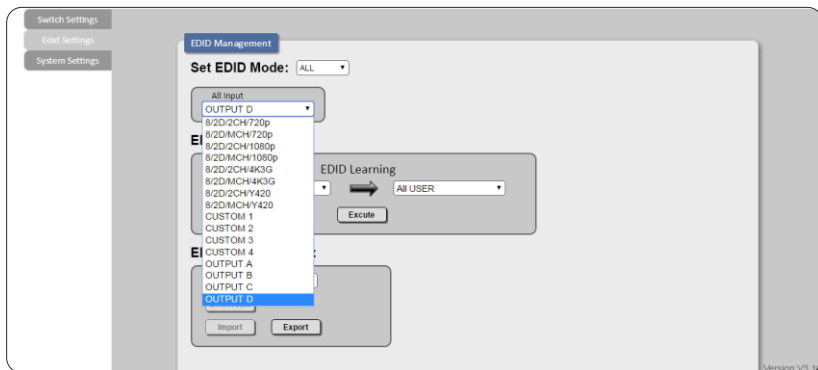 Switch Settings
Edid Settings
System Settings
EDID Management
Set EDID Mode: ALL
All Input
OUTPUT D
8/2D/2CH/720p
8/2D/MCH/720p
8/2D/2CH/1080p
8/2D/MCH/1080p
8/2D/2CH/4K3G
8/2D/MCH/4K3G
8/2D/2CH/Y420
8/2D/MCH/Y420
CUSTOM 1
CUSTOM 2
CUSTOM 3
CUSTOM 4
OUTPUT A
OUTPUT B
OUTPUT C
OUTPUT D
EDID Learning
All USER
Excute
Import Export